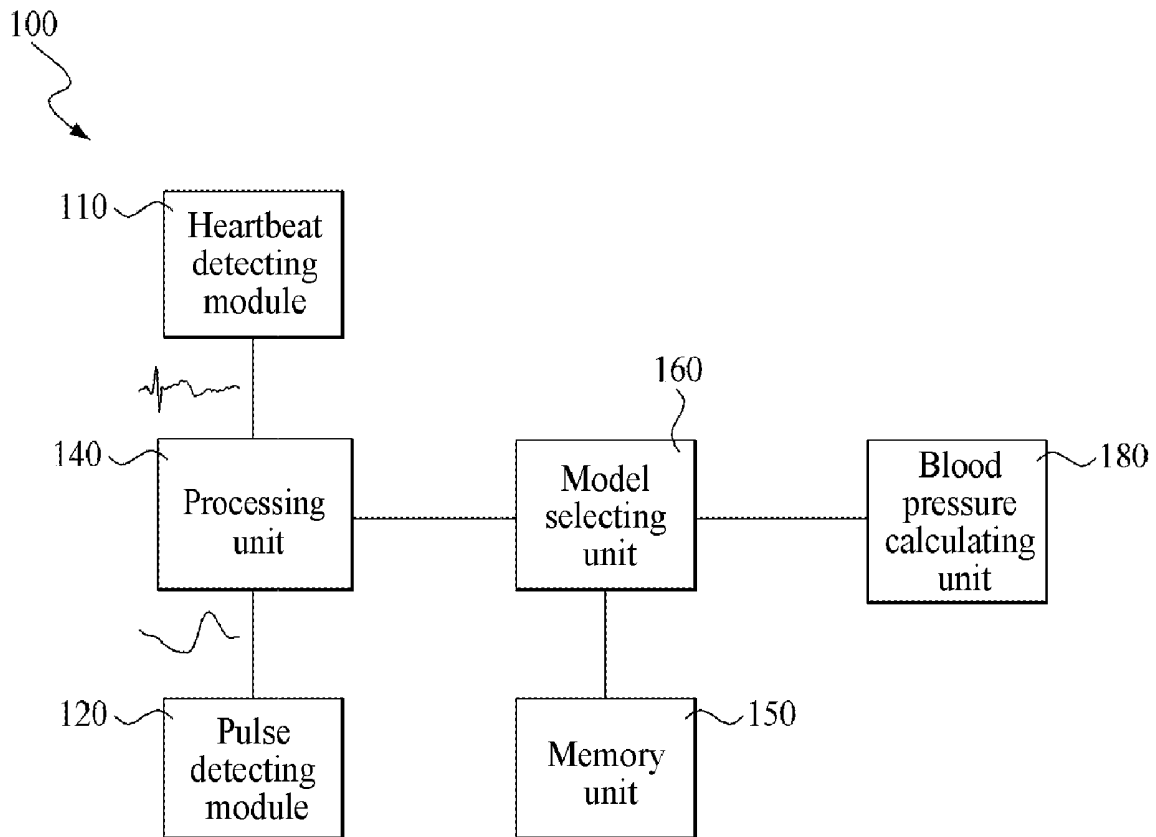 100
110
Heartbeat
detecting
module
160
140
Processing
unit
Model
selecting
unit
180
Blood
pressure
calculating
unit
120
Pulse
detecting
module
150
Memory
unit